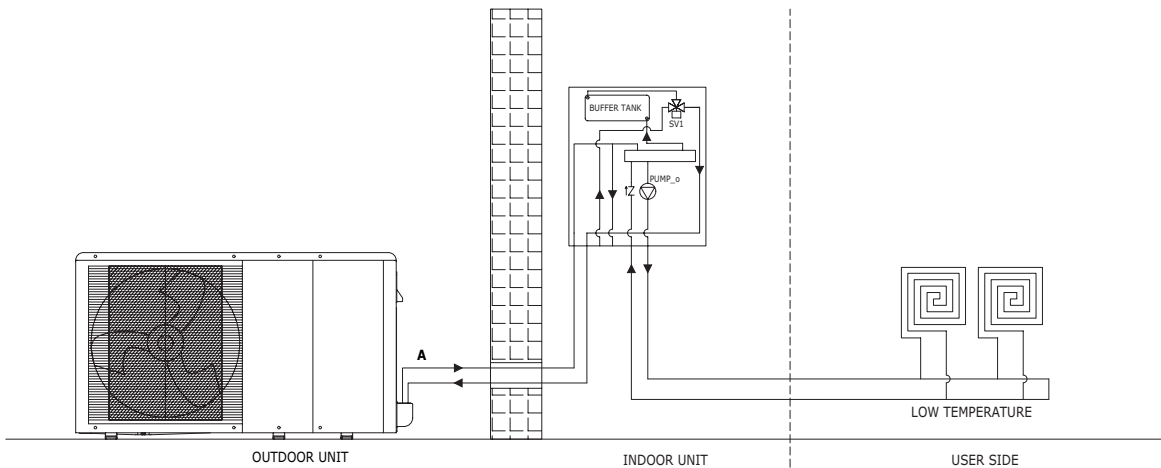 BUFFER TANK
SV1
PUMP_o
A
LOW TEMPERATURE
OUTDOOR UNIT
INDOOR UNIT
USER SIDE